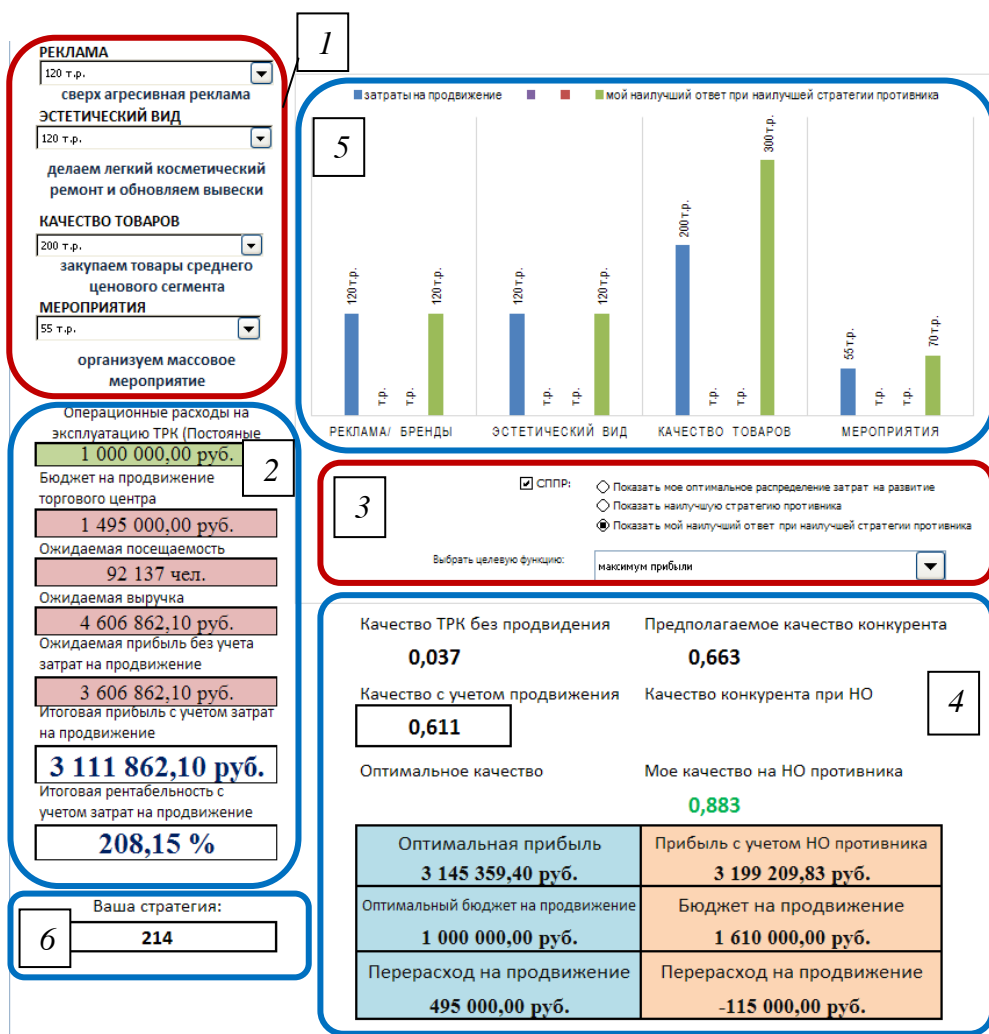 1
РЕКЛАМА
120 т.р.
сверх агресивная реклама
ЭСТЕТИЧЕСКИЙ ВИД
120 т.р.
делаем легкий косметический
ремонт и обновляем вывески
КАЧЕСТВО ТОВАРОВ
200 т.р.
закупаем товары среднего
ценового сегмента
МЕРОПРИЯТИЯ
55 т.р.
организуем массовое
мероприятие
затраты на продвижение
мой наилучший ответ при наилучшей стратегии противника
5
120 т.р.
т.р.
т.р.
120 т.р.
120 т.р.
т.р.
т.р.
120 т.р.
200 т.р.
т.р.
т.р.
300 т.р.
55 т.р.
т.р.
т.р.
70 т.р.
РЕКЛАМА/ БРЕНДЫ
ЭСТЕТИЧЕСКИЙ ВИД
КАЧЕСТВО ТОВАРОВ
МЕРОПРИЯТИЯ
Операционные расходы на
эксплуатацию ТРК (Постояные
1 000 000,00 руб.
2
Бюджет на продвижение
торгового центра
1 495 000,00 руб.
Ожидаемая посещаемость
92 137 чел.
Ожидаемая выручка
4 606 862,10 руб.
Ожидаемая прибыль без учета
затрат на продвижение
3 606 862,10 руб.
Итоговая прибыль с учетом затрат
на продвижение
3 111 862,10 руб.
Итоговая рентабельность с
учетом затрат на продвижение
208,15 %
3
СППР:
Показать мое оптимальное распределение затрат на развитие
Показать наилучшую стратегию противника
Показать мой наилучший ответ при наилучшей стратегии противника
Выбрать целевую функцию:
максимум прибыли
Качество ТРК без продвидения
0,037
Предполагаемое качество конкурента
0,663
Качество с учетом продвижения
0,611
Качество конкурента при НО
4
Оптимальное качество
Мое качество на НО противника
0,883
Оптимальная прибыль
3 145 359,40 руб.
Прибыль с учетом НО противника
3 199 209,83 руб.
Оптимальный бюджет на продвижение
1 000 000,00 руб.
Бюджет на продвижение
1 610 000,00 руб.
Перерасход на продвижение
495 000,00 руб.
Перерасход на продвижение
-115 000,00 руб.
6
Ваша стратегия:
214